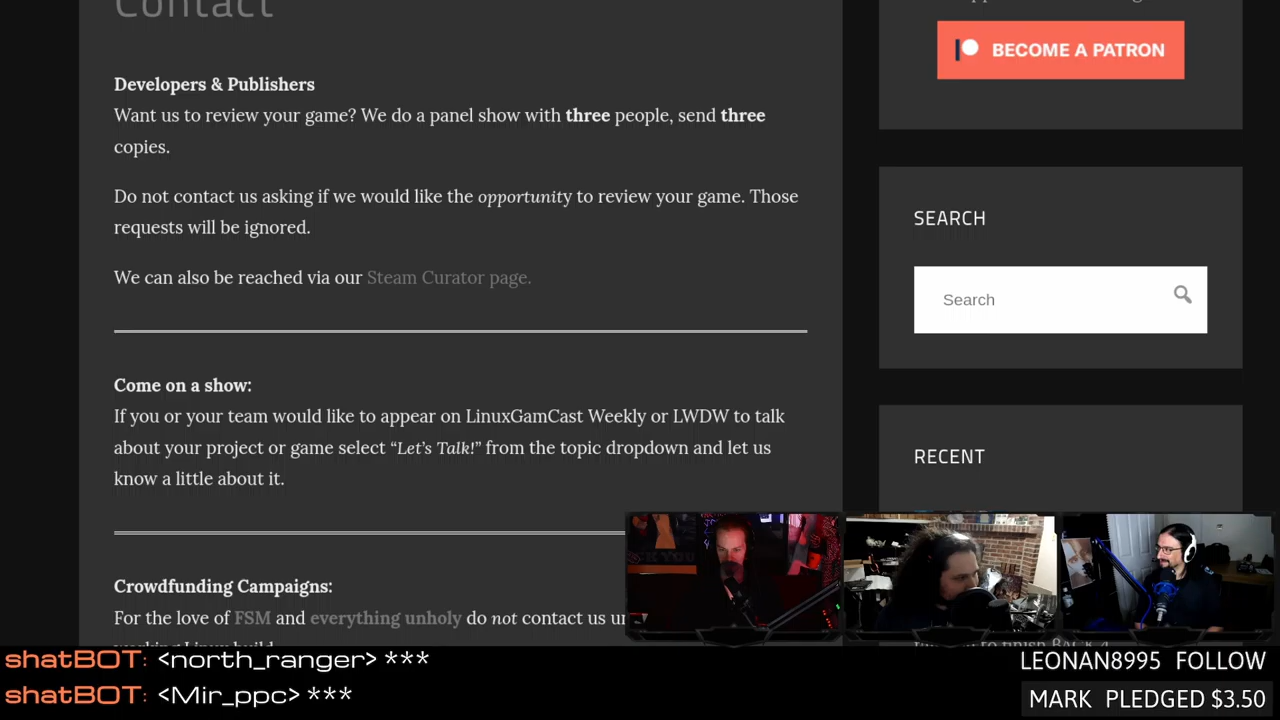 Contact
BECOME A PATRON
Developers & Publishers
Want us to review your game? We do a panel show with three people, send three
copies.
Do not contact us asking if we would like the opportunity to review your game. Those
requests will be ignored.
We can also be reached via our Steam Curator page.
SEARCH
Search
Come on a show:
If you or your team would like to appear on LinuxGamCast Weekly or LWDW to talk
about your project or game select “Let’s Talk!” from the topic dropdown and let us
know a little about it.
RECENT
Crowdfunding Campaigns:
For the love of FSM and everything unholy do not contact us
shatBOT: <north_ranger> ***
shatBOT: <Mir_ppc> ***
LEONAN8995 FOLLOW
MARK PLEDGED $3.50